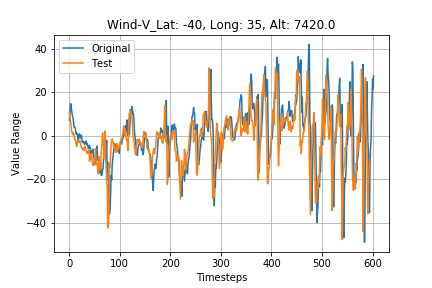 Wind-V_Lat: -40, Long: 35, Alt: 7420.0
Original
Test
Value Range
40
20
0
−20
−40
0 100 200 300 400 500 600
Timesteps